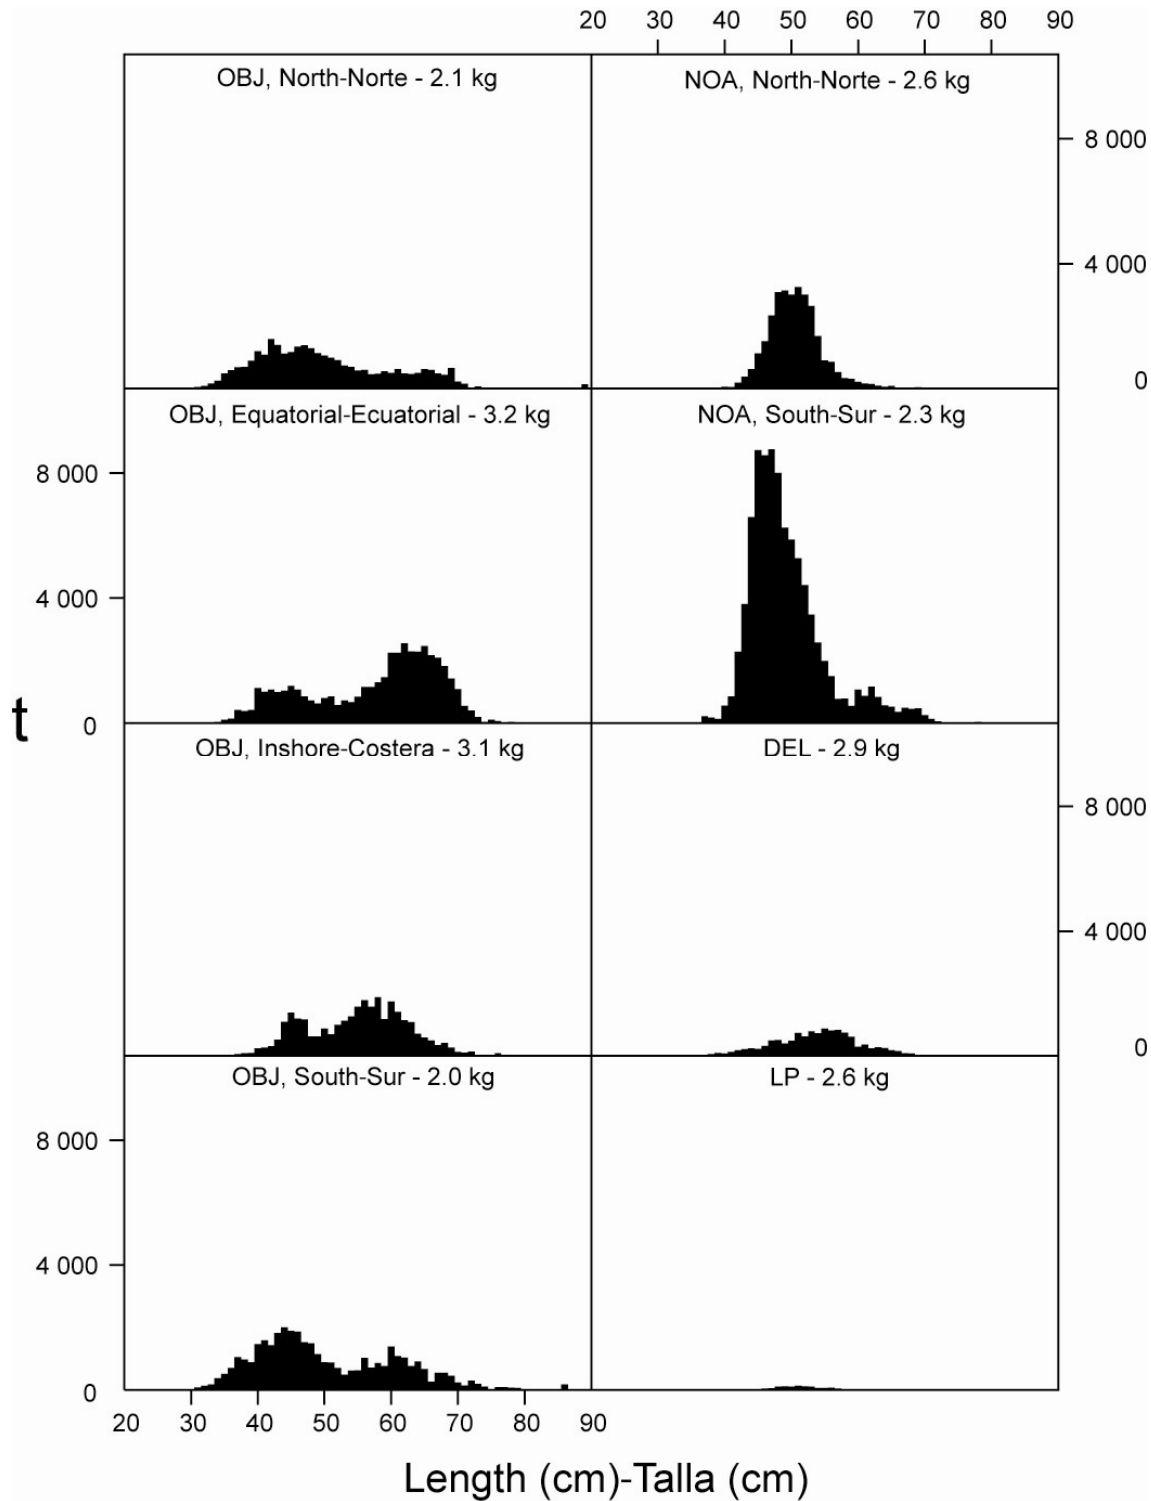 20 30 40 50 60 70 80 90
OBJ, North-Norte - 2.1 kg
NOA, North-Norte - 2.6 kg
8 000
4 000
0
OBJ, Equatorial-Ecuatorial - 3.2 kg
NOA, South-Sur - 2.3 kg
8 000
4 000
t
0
OBJ, Inshore-Costera - 3.1 kg
DEL - 2.9 kg
8 000
4 000
0
OBJ, South-Sur - 2.0 kg
LP - 2.6 kg
8 000
4 000
0
20 30 40 50 60 70 80 90
Length (cm)-Talla (cm)